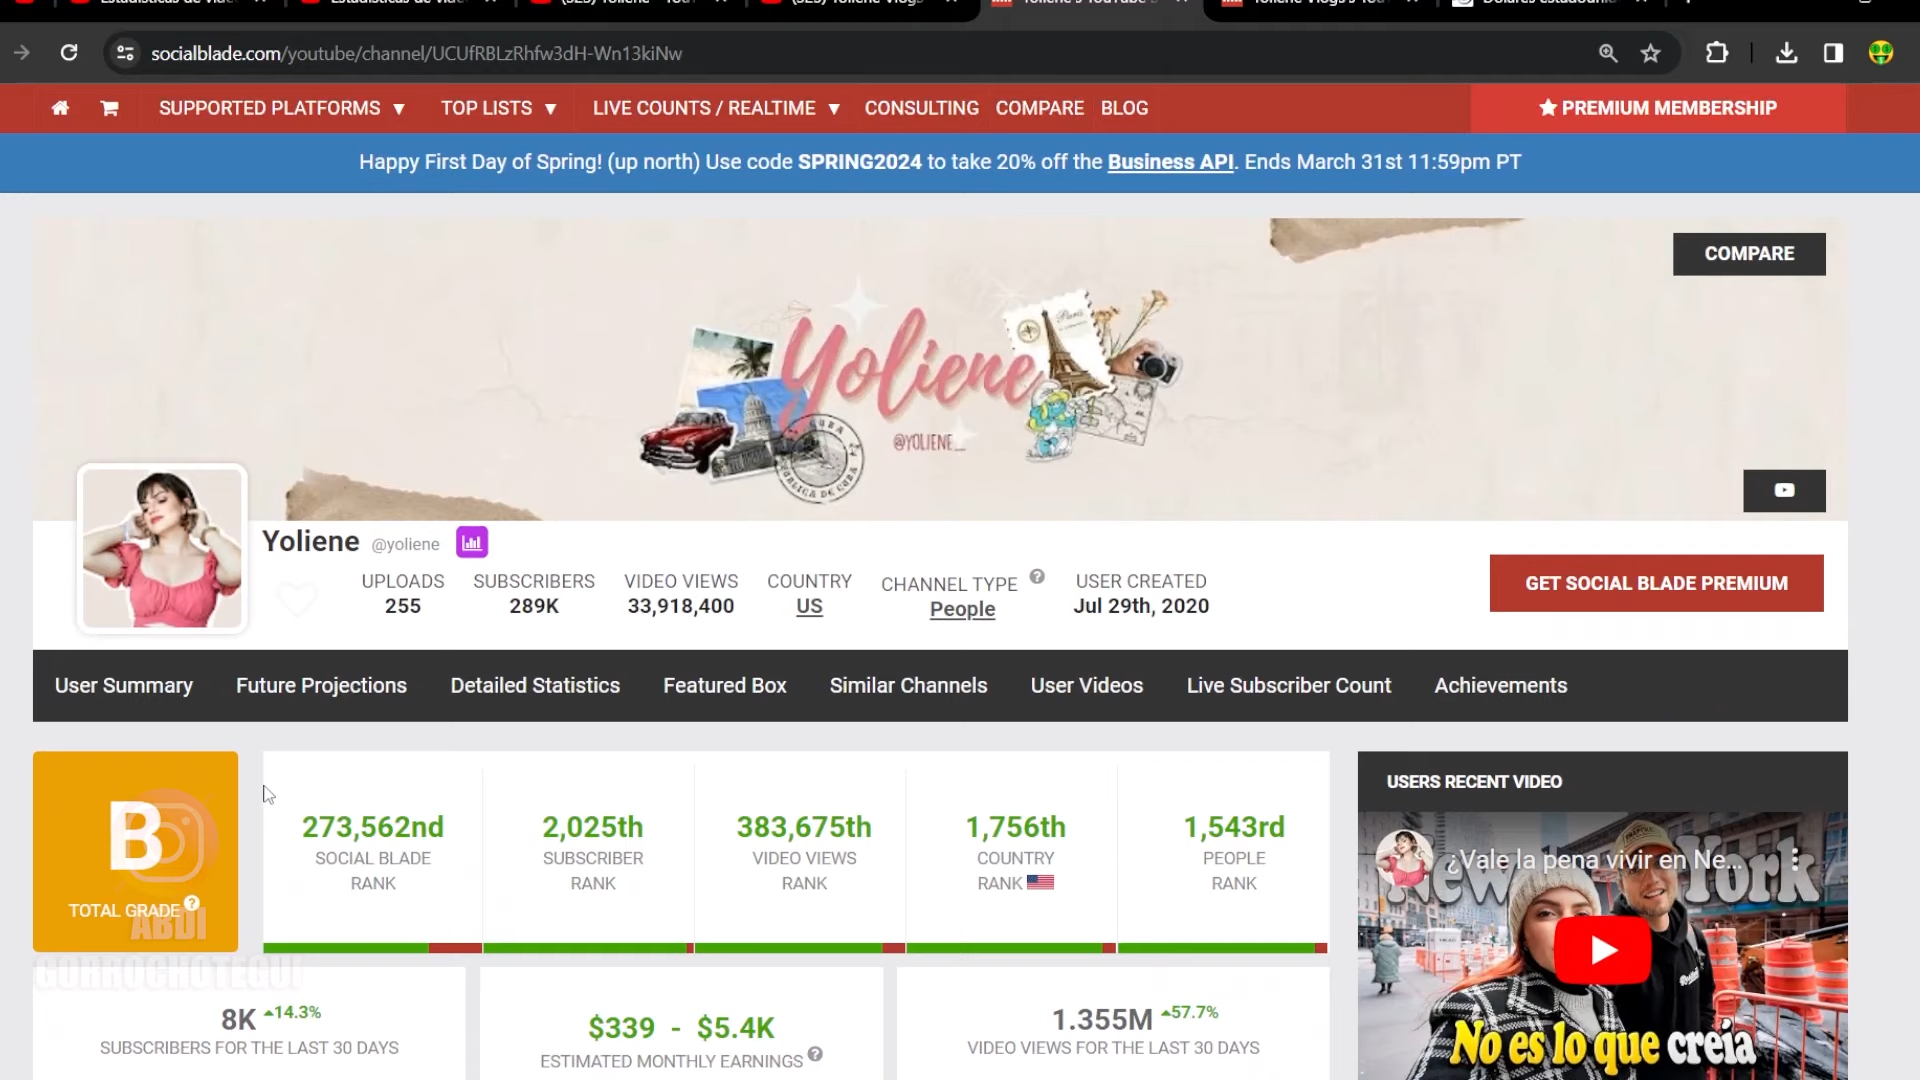 socialblade.com/youtube/channel/UCUfRBLzRhfw3dH-Wn13kiNw
SUPPORTED PLATFORMS ▼ TOP LISTS ▼ LIVE COUNTS / REALTIME ▼ CONSULTING COMPARE BLOG ★ PREMIUM MEMBERSHIP
Happy First Day of Spring! (up north) Use code SPRING2024 to take 20% off the Business API. Ends March 31st 11:59pm PT
COMPARE
Paris
Yoliene
@YOLIENE_
CUBA
Yoliene @yoliene
UPLOADS SUBSCRIBERS VIDEO VIEWS COUNTRY CHANNEL TYPE ? USER CREATED
255 289K 33,918,400 US People Jul 29th, 2020
GET SOCIAL BLADE PREMIUM
User Summary Future Projections Detailed Statistics Featured Box Similar Channels User Videos Live Subscriber Count Achievements
B
TOTAL GRADE ?
ABDI
GORROCHOTEGUI
273,562nd 2,025th 383,675th 1,756th 1,543rd
SOCIAL BLADE SUBSCRIBER VIDEO VIEWS COUNTRY PEOPLE
RANK RANK RANK RANK RANK
USERS RECENT VIDEO
¿Vale la pena vivir en Ne...
New York
No es lo que creía
8K 14.3%
SUBSCRIBERS FOR THE LAST 30 DAYS
$339 - $5.4K
ESTIMATED MONTHLY EARNINGS ?
1.355M 57.7%
VIDEO VIEWS FOR THE LAST 30 DAYS